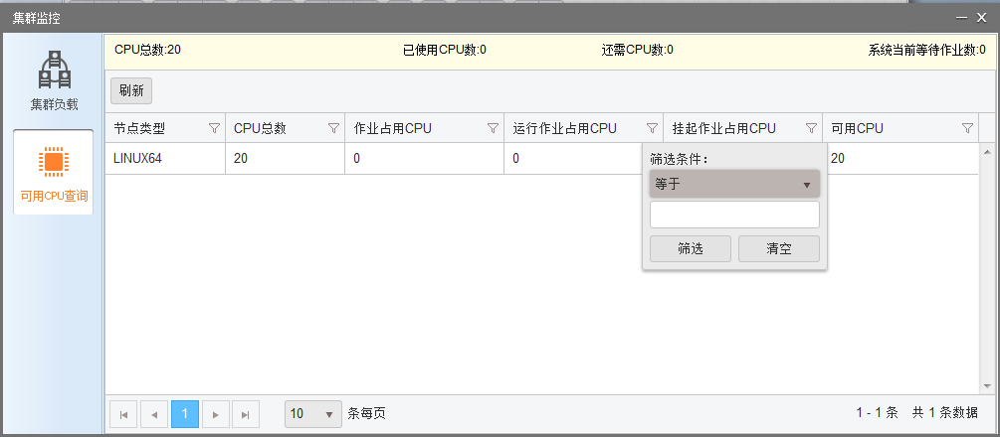 集群监控
CPU总数:20 已使用CPU数:0 还需CPU数:0 系统当前等待作业数:0
集群负载
可用CPU查询
刷新
节点类型 CPU总数 作业占用CPU 运行作业占用CPU 挂起作业占用CPU 可用CPU
LINUX64 20 0 0 20
筛选条件：
等于
筛选 清空
1 10 条每页 1 - 1 条 共 1 条数据